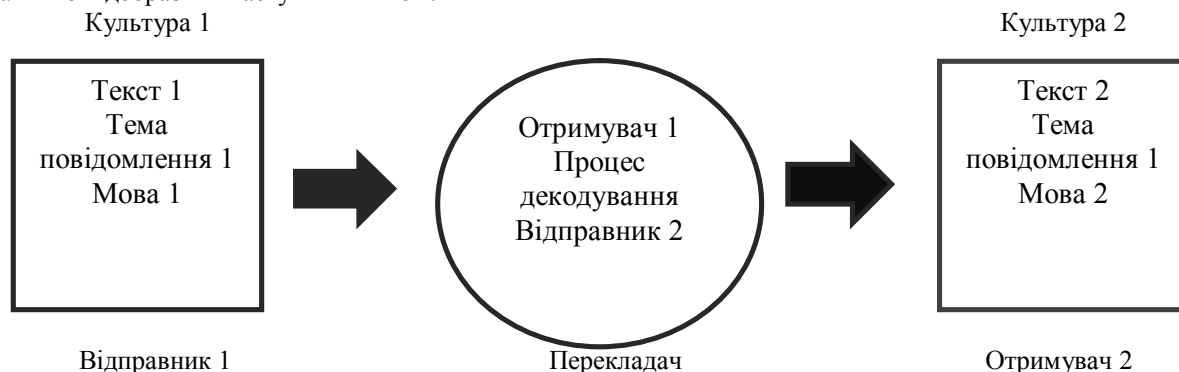 Культура 1
Культура 2
Текст 1
Тема
повідомлення 1
Мова 1
Отримувач 1
Процес
декодування
Відправник 2
Текст 2
Тема
повідомлення 1
Мова 2
Відправник 1
Перекладач
Отримувач 2